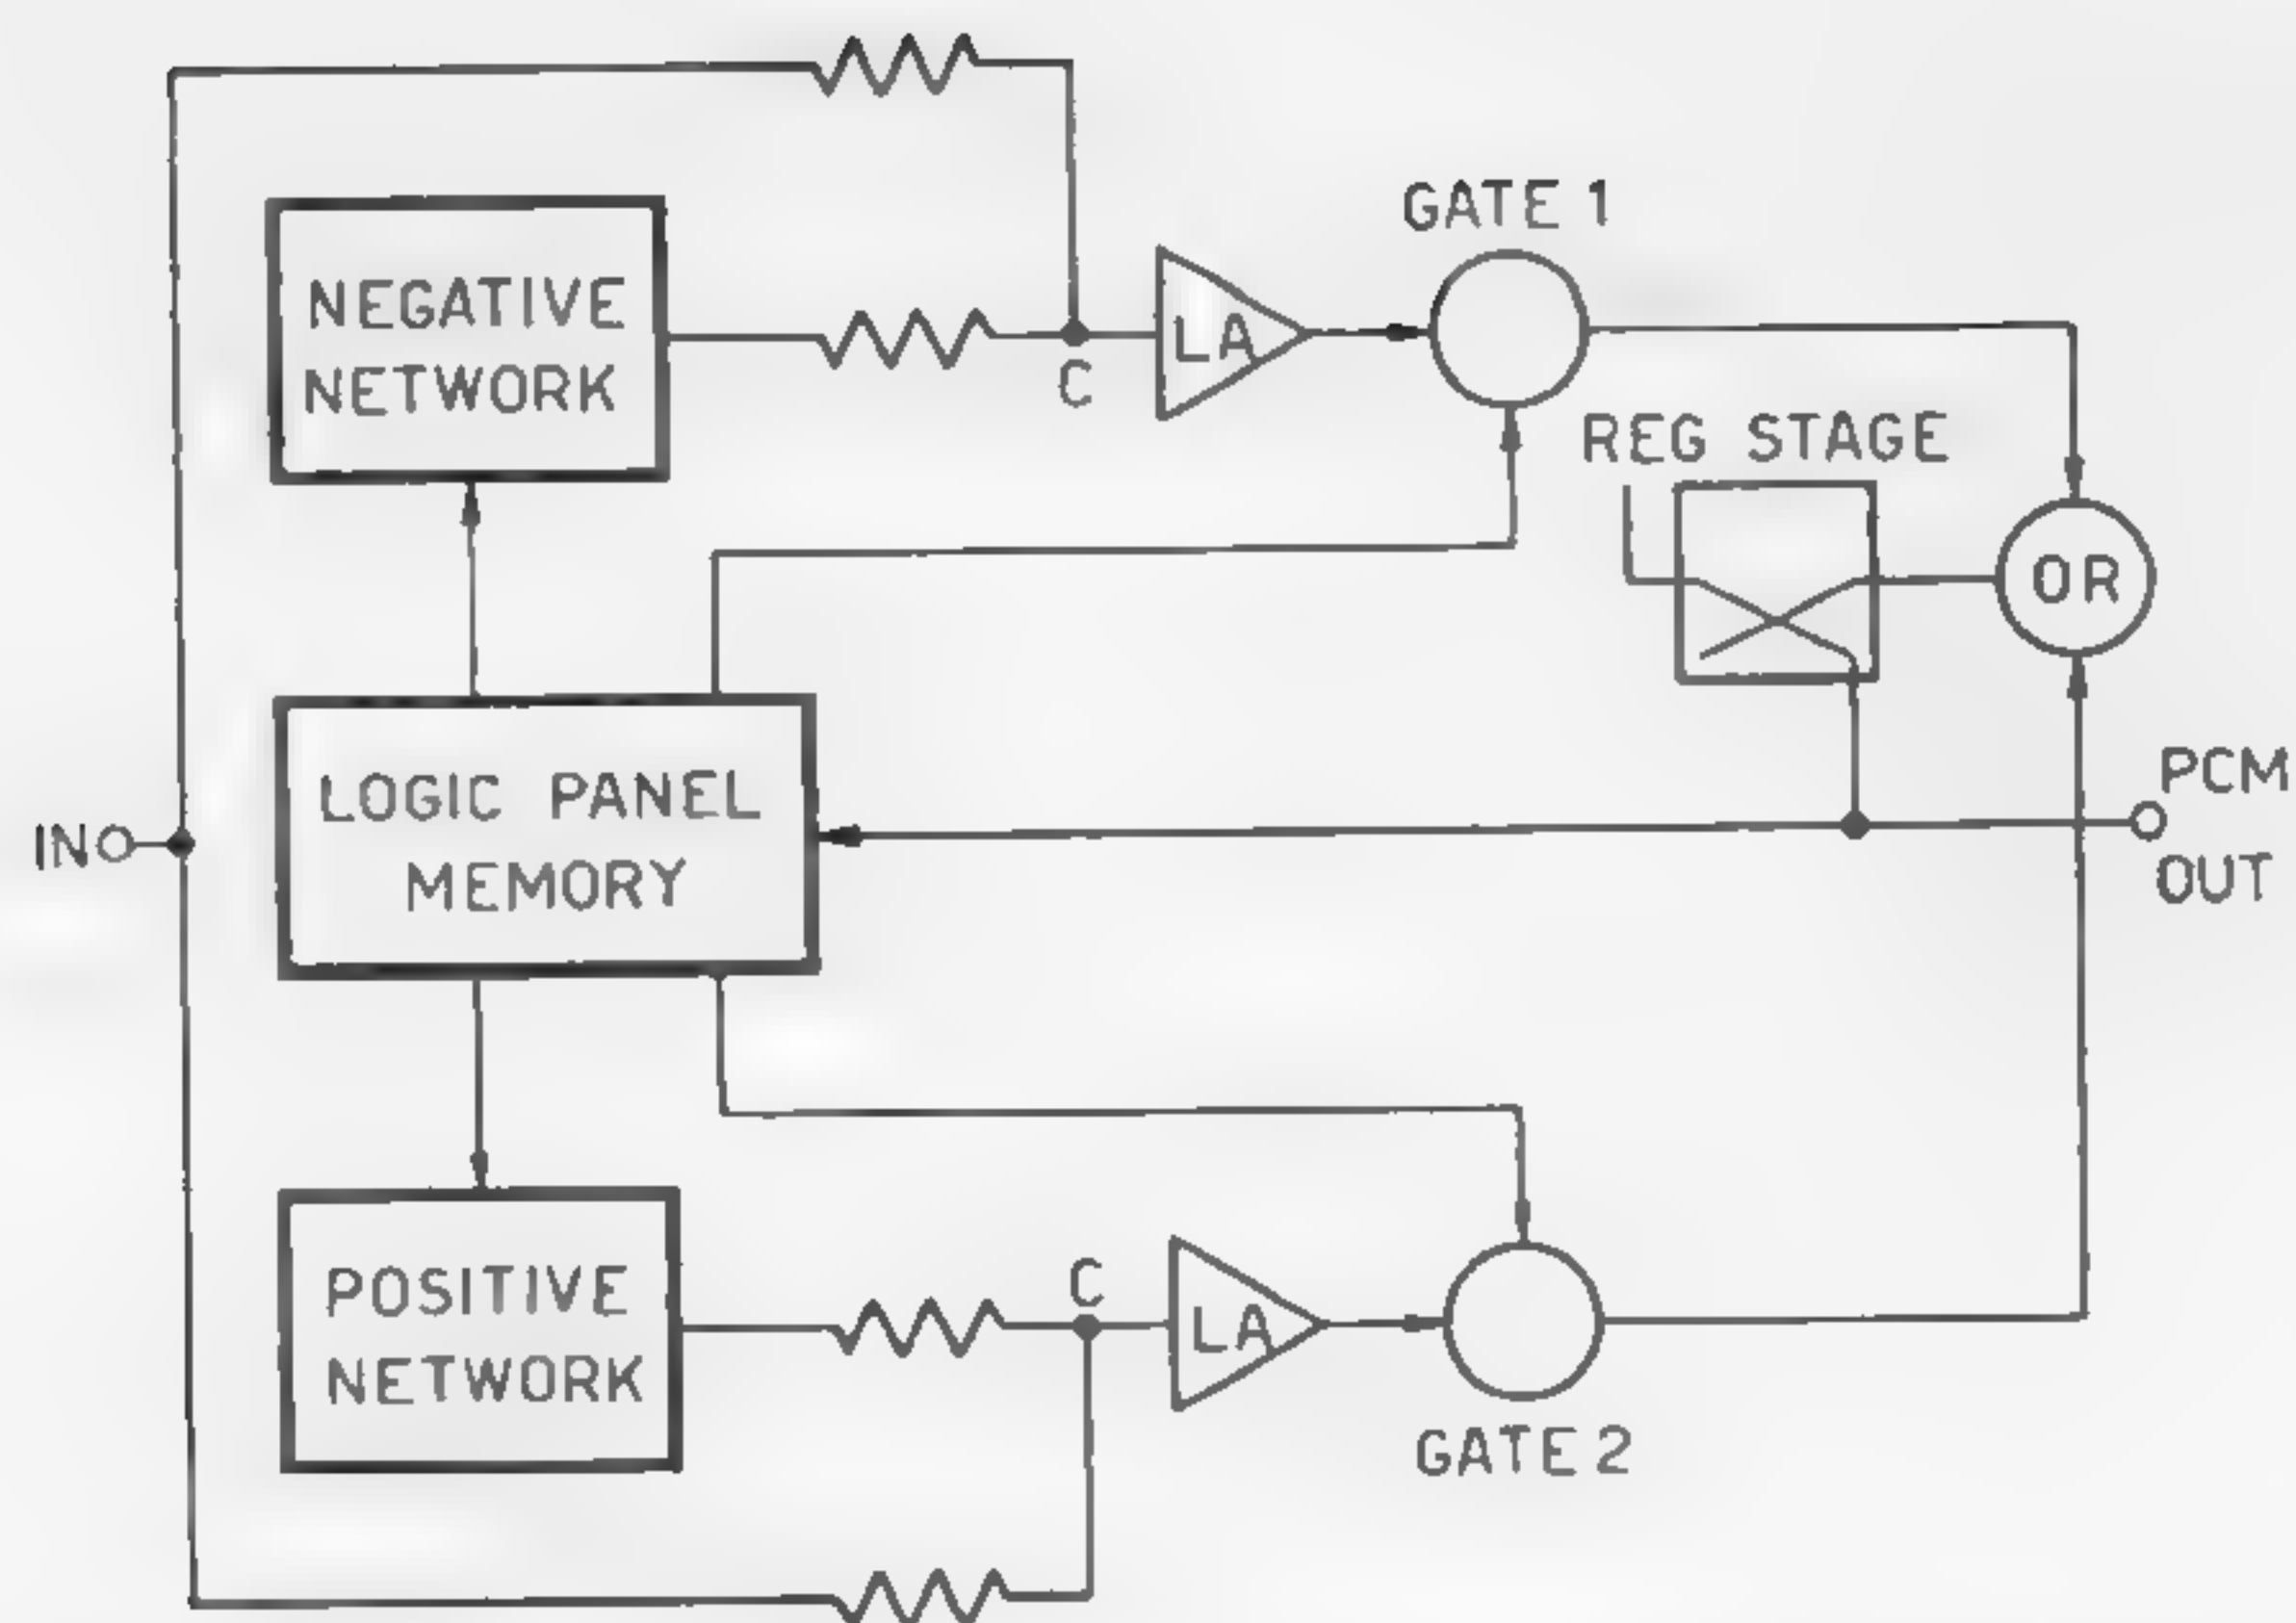 GATE 1
NEGATIVE
NETWORK
LA
C
REG STAGE
OR
LOGIC PANEL
MEMORY
IN
PCM
OUT
POSITIVE
NETWORK
C
LA
GATE 2